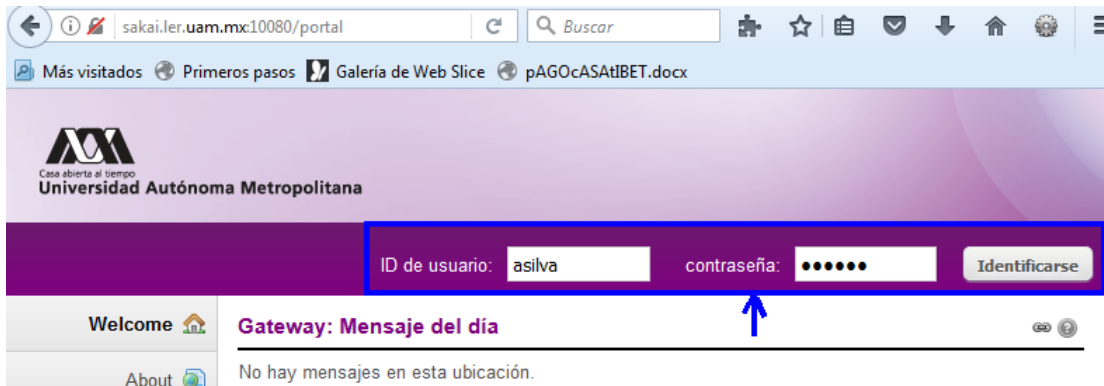 sakai.ler.uam.mx:10080/portal Buscar
Más visitados Primeros pasos Galería de Web Slice pAGOcASAtIBET.docx
Casa abierta al tiempo
Universidad Autónoma Metropolitana
ID de usuario: asilva contraseña: •••••• Identificarse
Welcome
Gateway: Mensaje del día
About
No hay mensajes en esta ubicación.